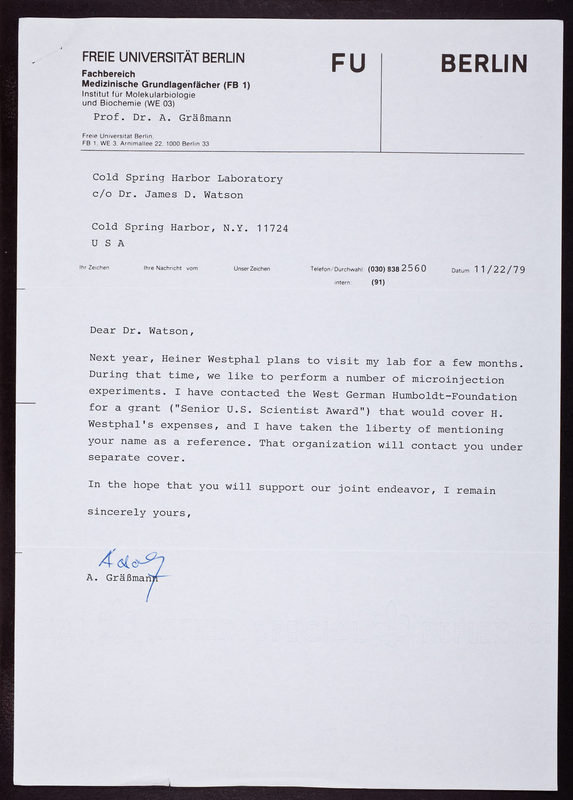 FREIE UNIVERSITÄT BERLIN
FU BERLIN
Fachbereich
Medizinische Grundlagenfächer (FB 1)
Institut für Molekularbiologie
und Biochemie (WE 03)
Prof. Dr. A. Gräßmann
Freie Universität Berlin,
FB 1, WE 3, Arnimallee 22, 1000 Berlin 33
Cold Spring Harbor Laboratory
c/o Dr. James D. Watson
Cold Spring Harbor, N.Y. 11724
U S A
Ihr Zeichen Ihre Nachricht vom Unser Zeichen Telefon/Durchwahl (030) 838 2560 Datum 11/22/79
intern: (91)
Dear Dr. Watson,
Next year, Heiner Westphal plans to visit my lab for a few months.
During that time, we like to perform a number of microinjection
experiments. I have contacted the West German Humboldt-Foundation
for a grant ("Senior U.S. Scientist Award") that would cover H.
Westphal's expenses, and I have taken the liberty of mentioning
your name as a reference. That organization will contact you under
separate cover.
In the hope that you will support our joint endeavor, I remain
sincerely yours,
Adolf
A. Gräßmann